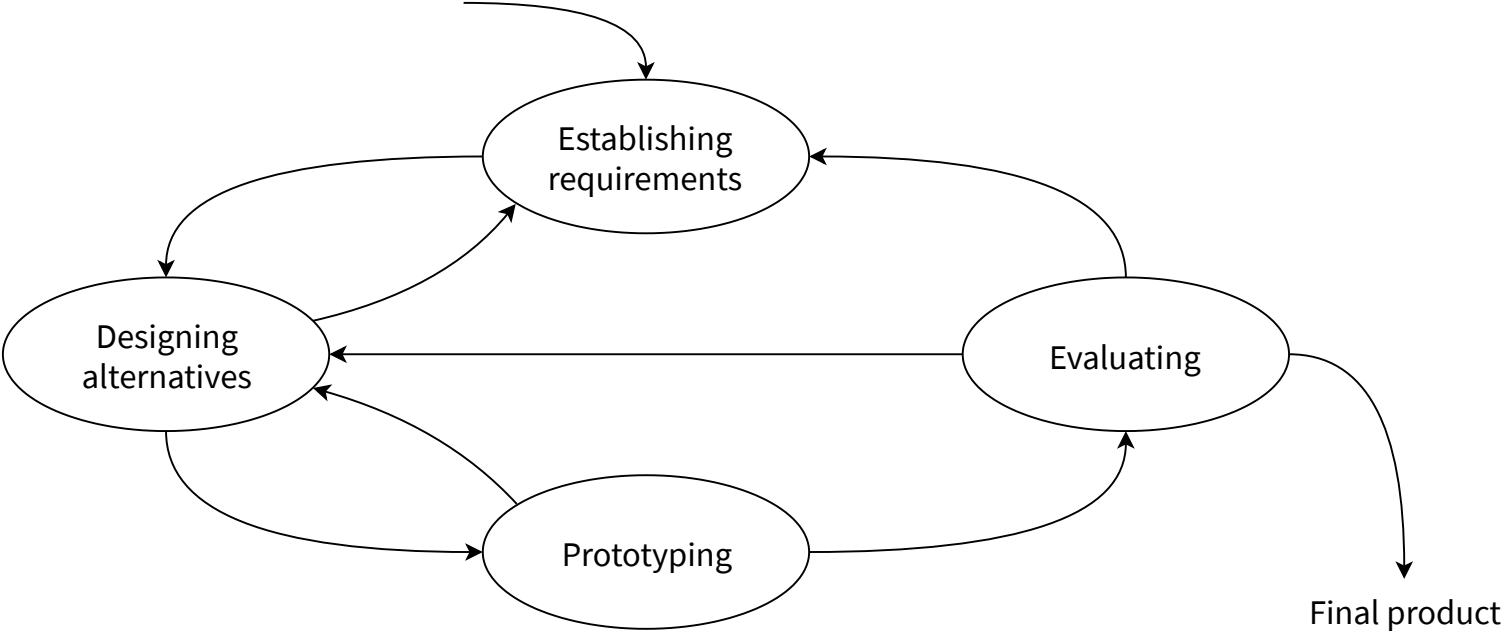 Establishing
requirements
Designing
alternatives
Evaluating
Prototyping
Final product